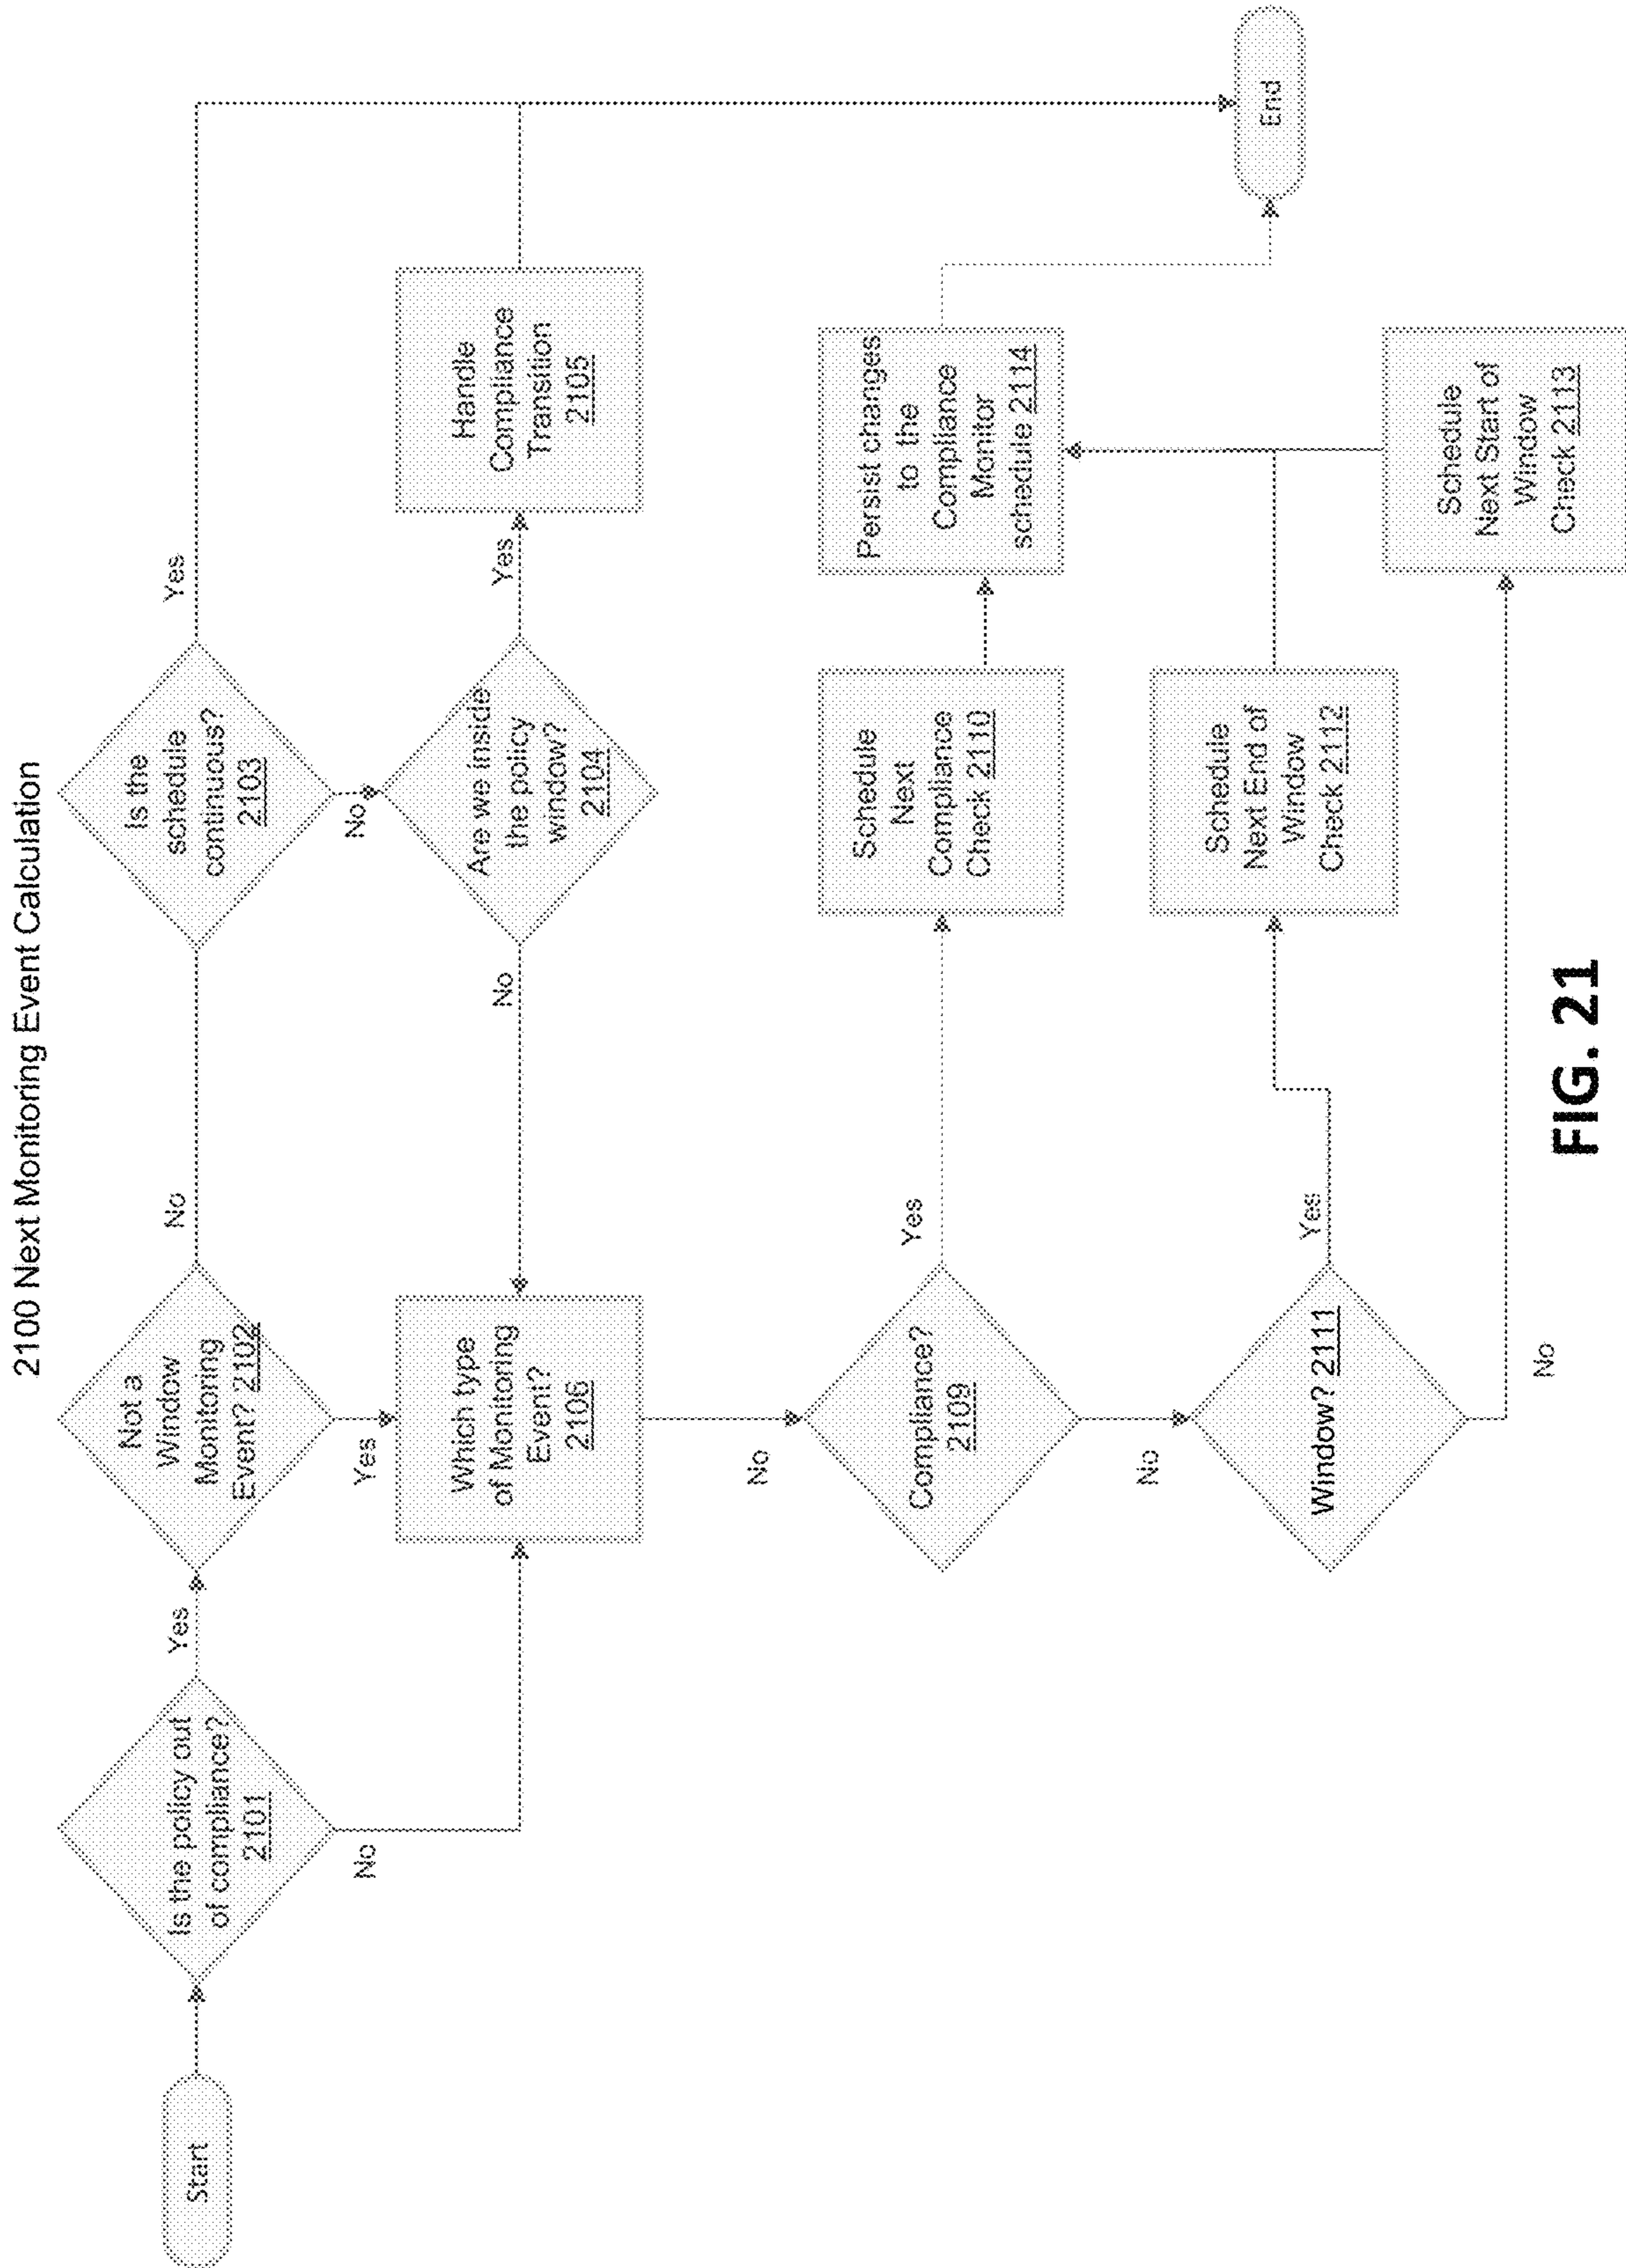 2100 Next Monitoring Event Calculation
Start
Is the policy out
of compliance?
2101
Yes
No
Not a
Window
Monitoring
Event? 2102
No
Yes
Is the
schedule
continuous?
2103
Yes
No
Are we inside
the policy
window?
2104
Yes
No
Handle
Compliance
Transition
2105
Which type
of Monitoring
Event?
2106
No
Compliance?
2109
Yes
No
Schedule
Next
Compliance
Check 2110
Persist changes
to the
Compliance
Monitor
schedule 2114
Window? 2111
Yes
No
Schedule
Next End of
Window
Check 2112
Schedule
Next Start of
Window
Check 2113
End
FIG. 21